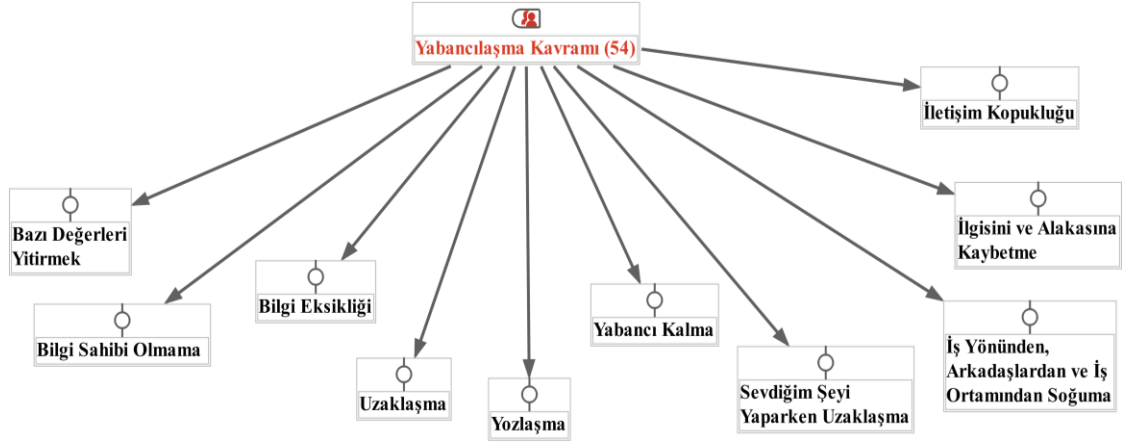 Yabancılaşma Kavramı (54)
İletişim Kopukluğu
Bazı Değerleri
Yitirmek
İlgisini ve Alakasına
Kaybetme
Bilgi Eksikliği
Yabancı Kalma
Bilgi Sahibi Olmama
İş Yönünden,
Arkadaşlardan ve İş
Ortamından Soğuma
Uzaklaşma
Sevdiğim Şeyi
Yaparken Uzaklaşma
Yozlaşma